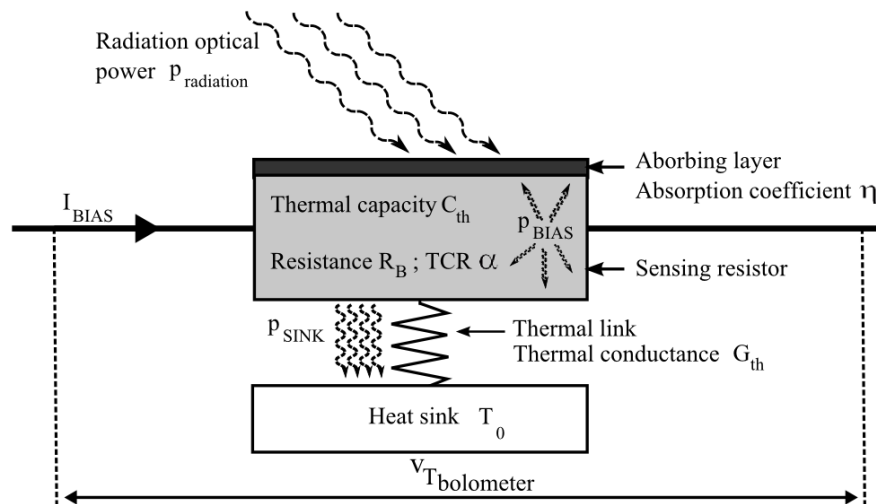 Radiation optical
power p radiation
Aborbing layer
Absorption coefficient η
I BIAS
Thermal capacity C th
p BIAS
Resistance R B ; TCR α
Sensing resistor
p SINK
Thermal link
Thermal conductance G th
Heat sink T 0
v T bolometer